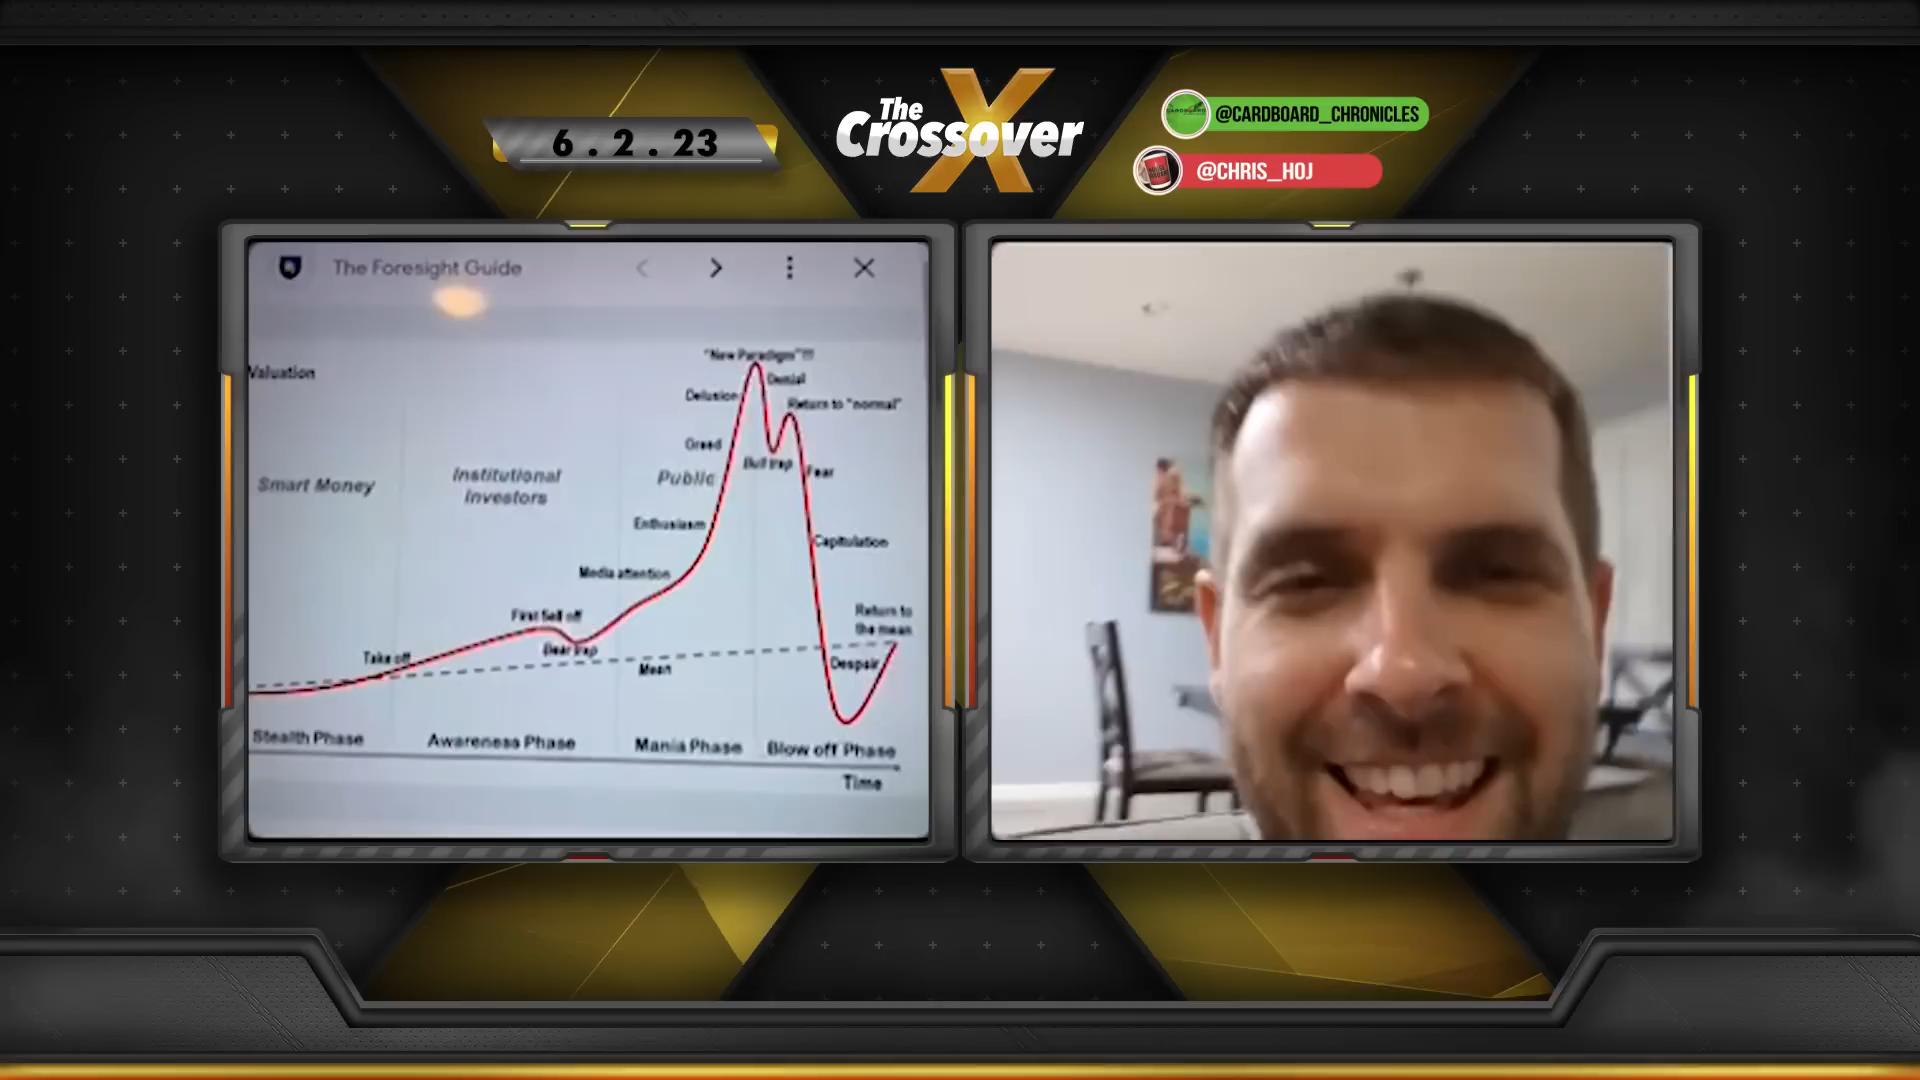 6 . 2 . 23
The
Crossover
X
@CARDBOARD_CHRONICLES
@CHRIS_HOJ
The Foresight Guide
Valuation
"New Paradigm"!!!
Denial
Delusion
Return to "normal"
Greed
Bull trap
Fear
Smart Money
Institutional
Investors
Public
Enthusiasm
Capitulation
Media attention
First Sell off
Return to
the mean
Take off
Bear trap
Mean
Despair
Stealth Phase
Awareness Phase
Mania Phase
Blow off Phase
Time